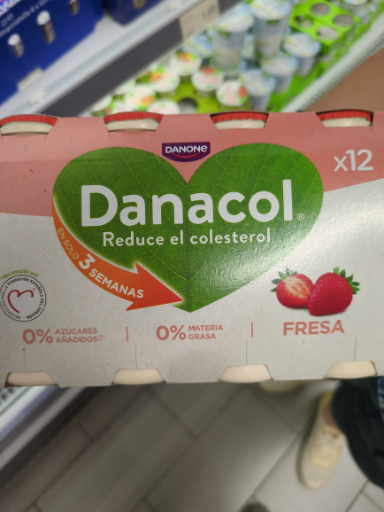 DANONE
x12
Danacol®
Reduce el colesterol
EN SOLO
3 SEMANAS
0% AZÚCARES
AÑADIDOS
0% MATERIA
GRASA
FRESA